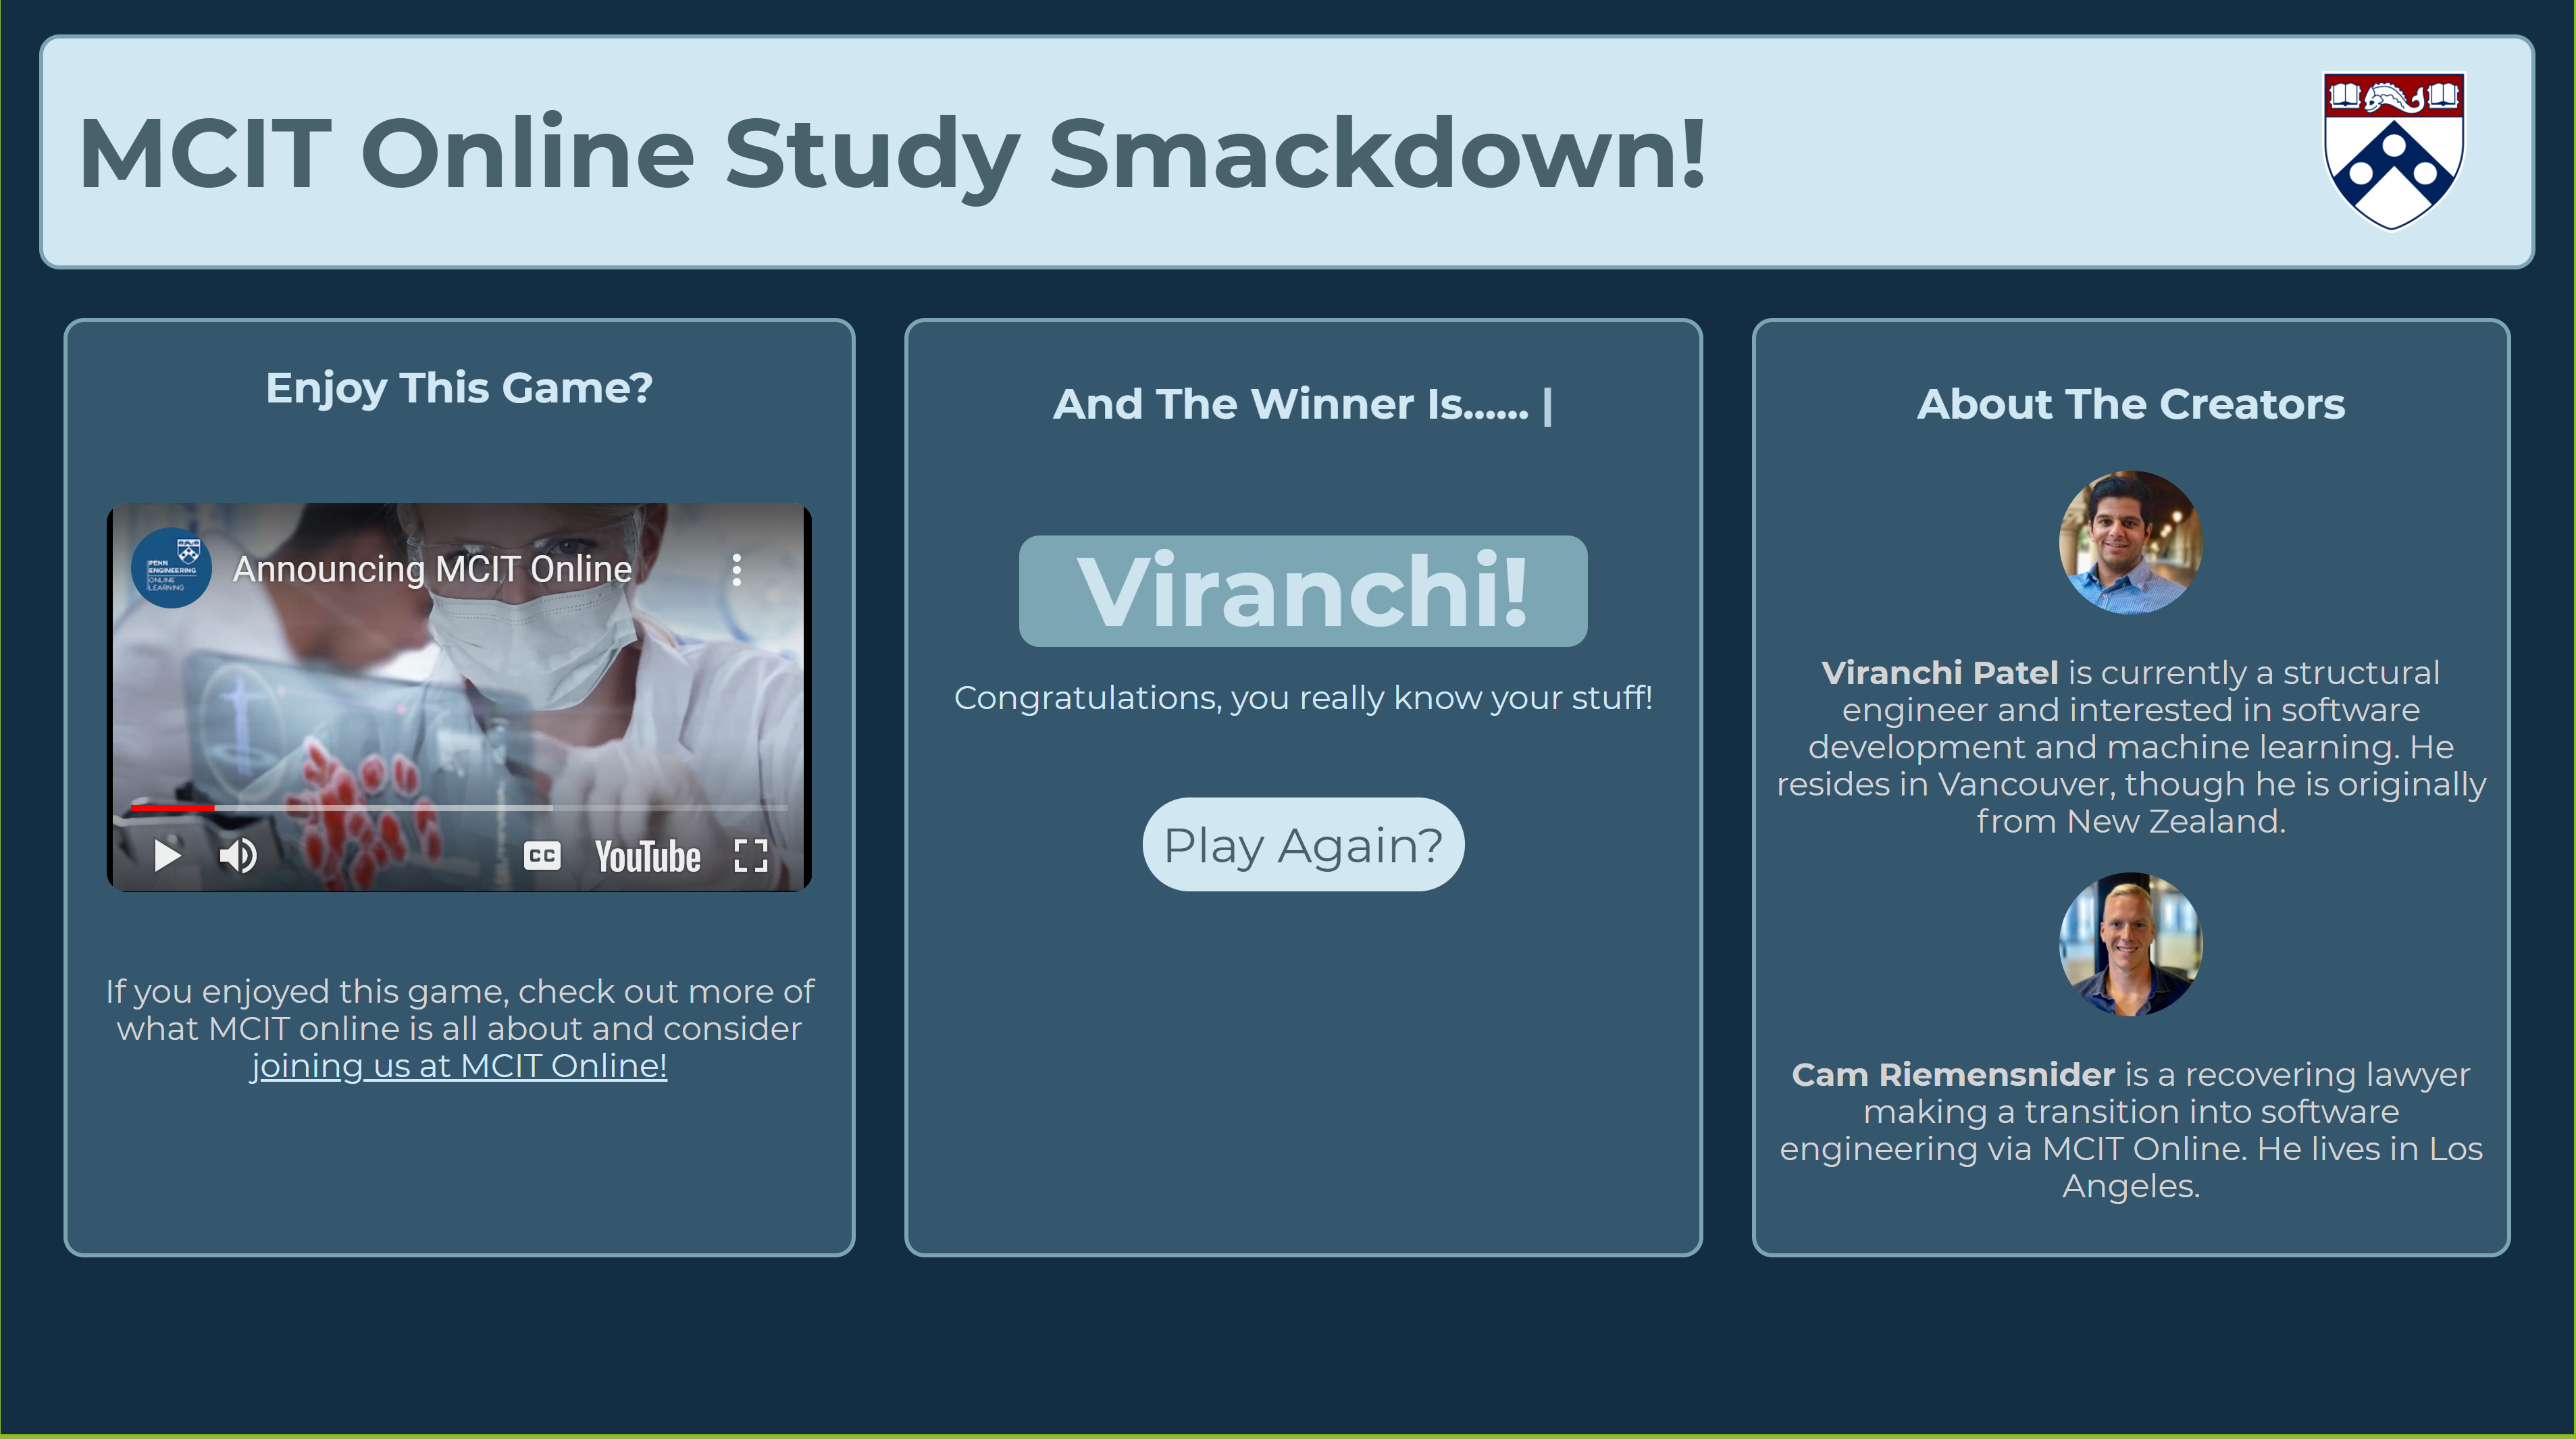 MCIT Online Study Smackdown!
Enjoy This Game?
PENN
ENGINEERING
ONLINE
LEARNING
Announcing MCIT Online
CC
YouTube
If you enjoyed this game, check out more of
what MCIT online is all about and consider
joining us at MCIT Online!
And The Winner Is...... |
Viranchi!
Congratulations, you really know your stuff!
Play Again?
About The Creators
Viranchi Patel is currently a structural
engineer and interested in software
development and machine learning. He
resides in Vancouver, though he is originally
from New Zealand.
Cam Riemensnider is a recovering lawyer
making a transition into software
engineering via MCIT Online. He lives in Los
Angeles.